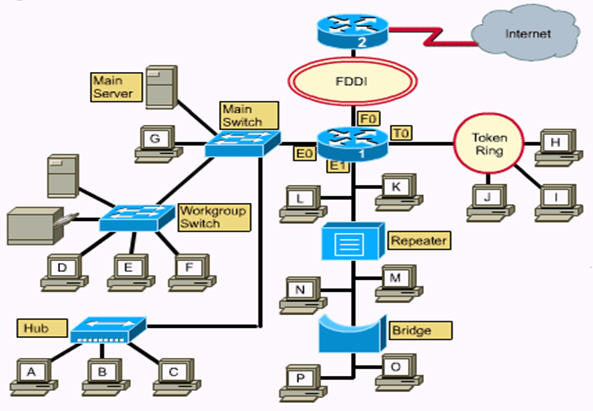 2
Internet
FDDI
Main
Server
Main
Switch
F0
T0
G
E0
1
E1
Token
Ring
H
K
L
J
I
Workgroup
Switch
Repeater
D
E
F
M
N
Hub
Bridge
A
B
C
P
O